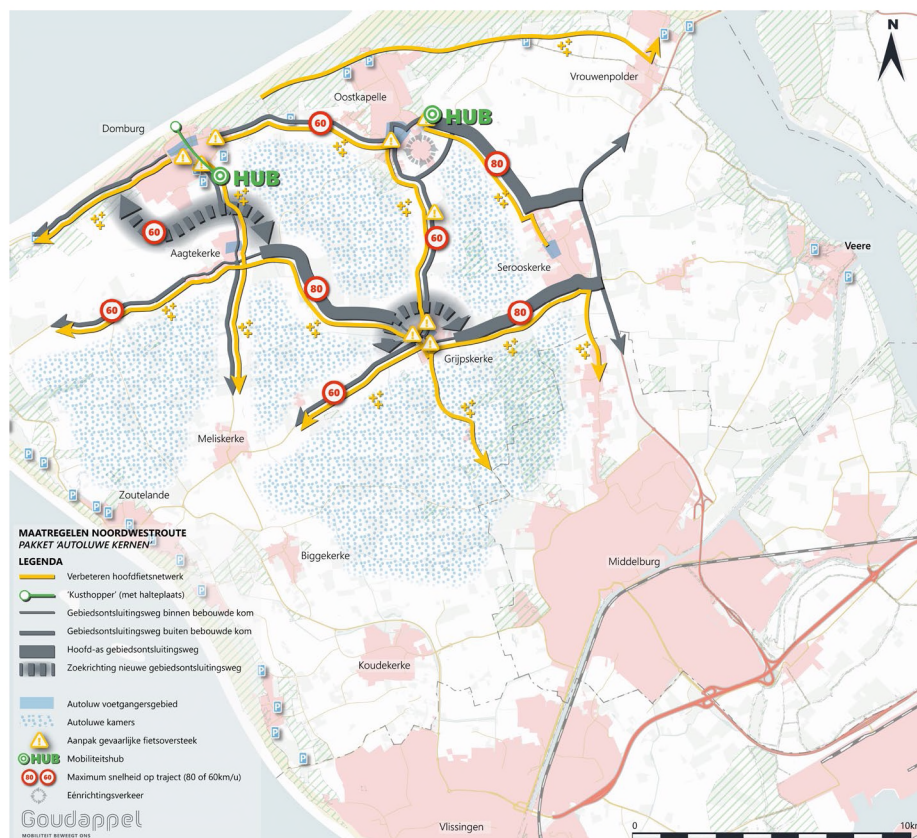 N
Vrouwenpolder
Oostkapelle
HUB
Domburg
60
80
HUB
60
60
Aagtekerke
Serooskerke
Veere
80
60
80
Grijpskerke
60
Meliskerke
Zoutelande
MAATREGELEN NOORDWESTROUTE
PAKKET 'AUTOLUWE KERNEN'
LEGENDA
Verbeteren hoofdfietsnetwerk
'Kusthopper' (met halteplaats)
Gebiedsontsluitingsweg binnen bebouwde kom
Gebiedsontsluitingsweg buiten bebouwde kom
Hoofd-as gebiedsontsluitingsweg
Zoekrichting nieuwe gebiedsontsluitingsweg
Autoluw voetgangersgebied
Autoluwe kamers
Aanpak gevaarlijke fietsoversteek
HUB Mobiliteitshub
80 60 Maximum snelheid op traject (80 of 60km/u)
Eénrichtingsverkeer
Goudappel
MOBILITEIT BEWEEGT ONS
Biggekerke
Middelburg
Koudekerke
Vlissingen
0 10km